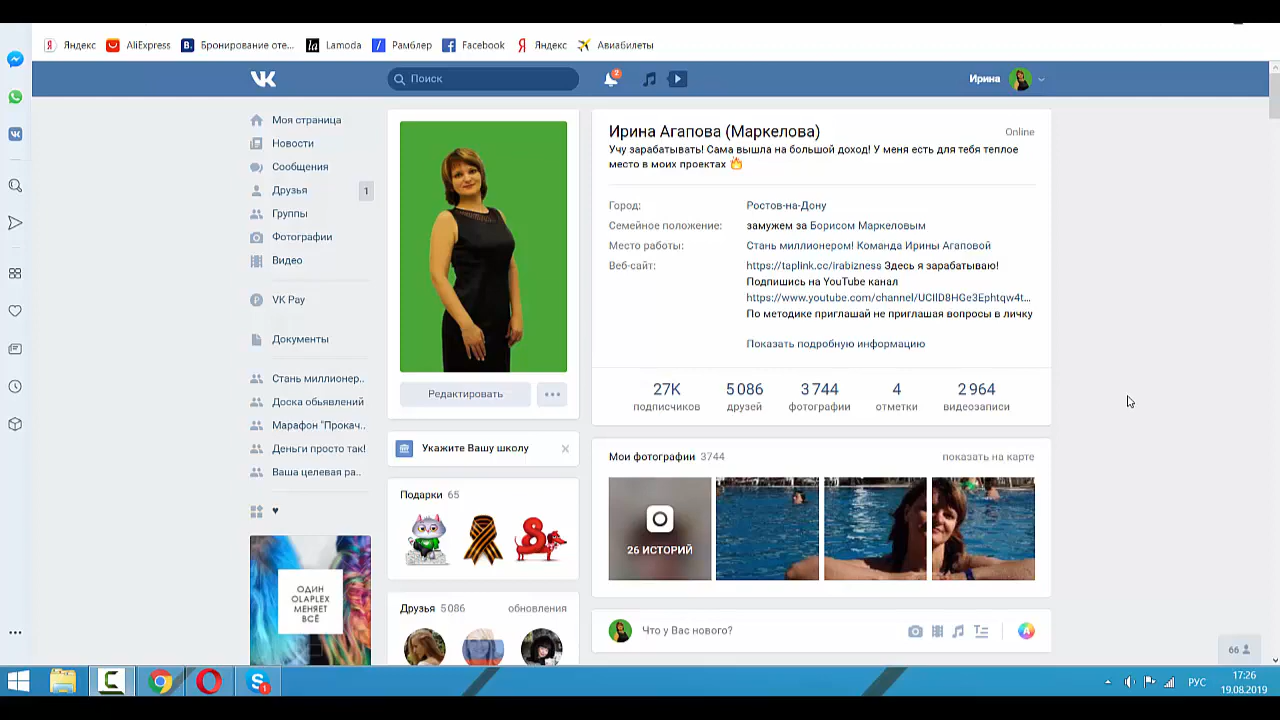 Яндекс AliExpress Бронирование оте... Lamoda Рамблер Facebook Яндекс Авиабилеты
Поиск 2 Ирина
Моя страница
Новости
Сообщения
Друзья 1
Группы
Фотографии
Видео
VK Pay
Документы
Стань миллионер..
Доска обьявлений
Марафон "Прокач..
Деньги просто так!
Ваша целевая ра..
♥
ОДИН
OLAPLEX
МЕНЯЕТ
ВСЁ
Редактировать
Укажите Вашу школу
Подарки 65
8
Друзья 5086 обновления
Ирина Агапова (Маркелова) Online
Учу зарабатывать! Сама вышла на большой доход! У меня есть для тебя теплое
место в моих проектах
Город: Ростов-на-Дону
Семейное положение: замужем за Борисом Маркеловым
Место работы: Стань миллионером! Команда Ирины Агаповой
Веб-сайт: https://taplink.cc/irabizness Здесь я зарабатываю!
Подпишись на YouTube канал
https://www.youtube.com/channel/UCIlD8HGe3Ephtqw4t...
По методике приглашай не приглашая вопросы в личку
Показать подробную информацию
27K 5 086 3 744 4 2 964
подписчиков друзей фотографии отметки видеозаписи
Мои фотографии 3744 показать на карте
26 ИСТОРИЙ
Что у Вас нового?
66
17:26
РУС
19.08.2019